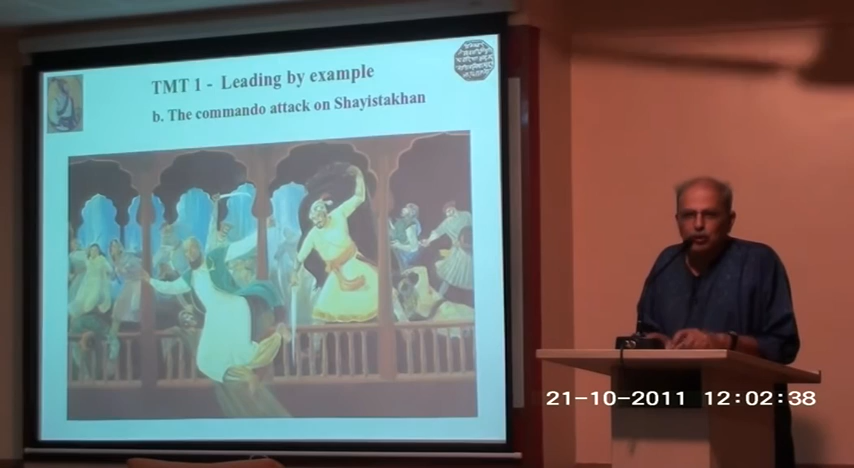 TMT 1 - Leading by example
b. The commando attack on Shayistakhan
21-10-2011 12:02:38